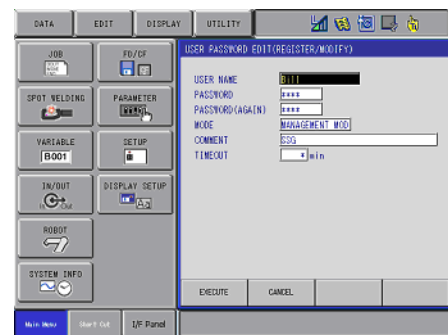 DATA EDIT DISPLAY UTILITY
JOB FD/CF
SPOT WELDING PARAMETER
VARIABLE SETUP
B001
IN/OUT DISPLAY SETUP
In Out
ROBOT
SYSTEM INFO
Main Menu Short Cut I/F Panel
USER PASSWORD EDIT(REGISTER/MODIFY)
USER NAME Bill
PASSWORD ****
PASSWORD(AGAIN) ****
MODE MANAGEMENT MOD
COMMENT SSG
TIMEOUT * min
EXECUTE CANCEL